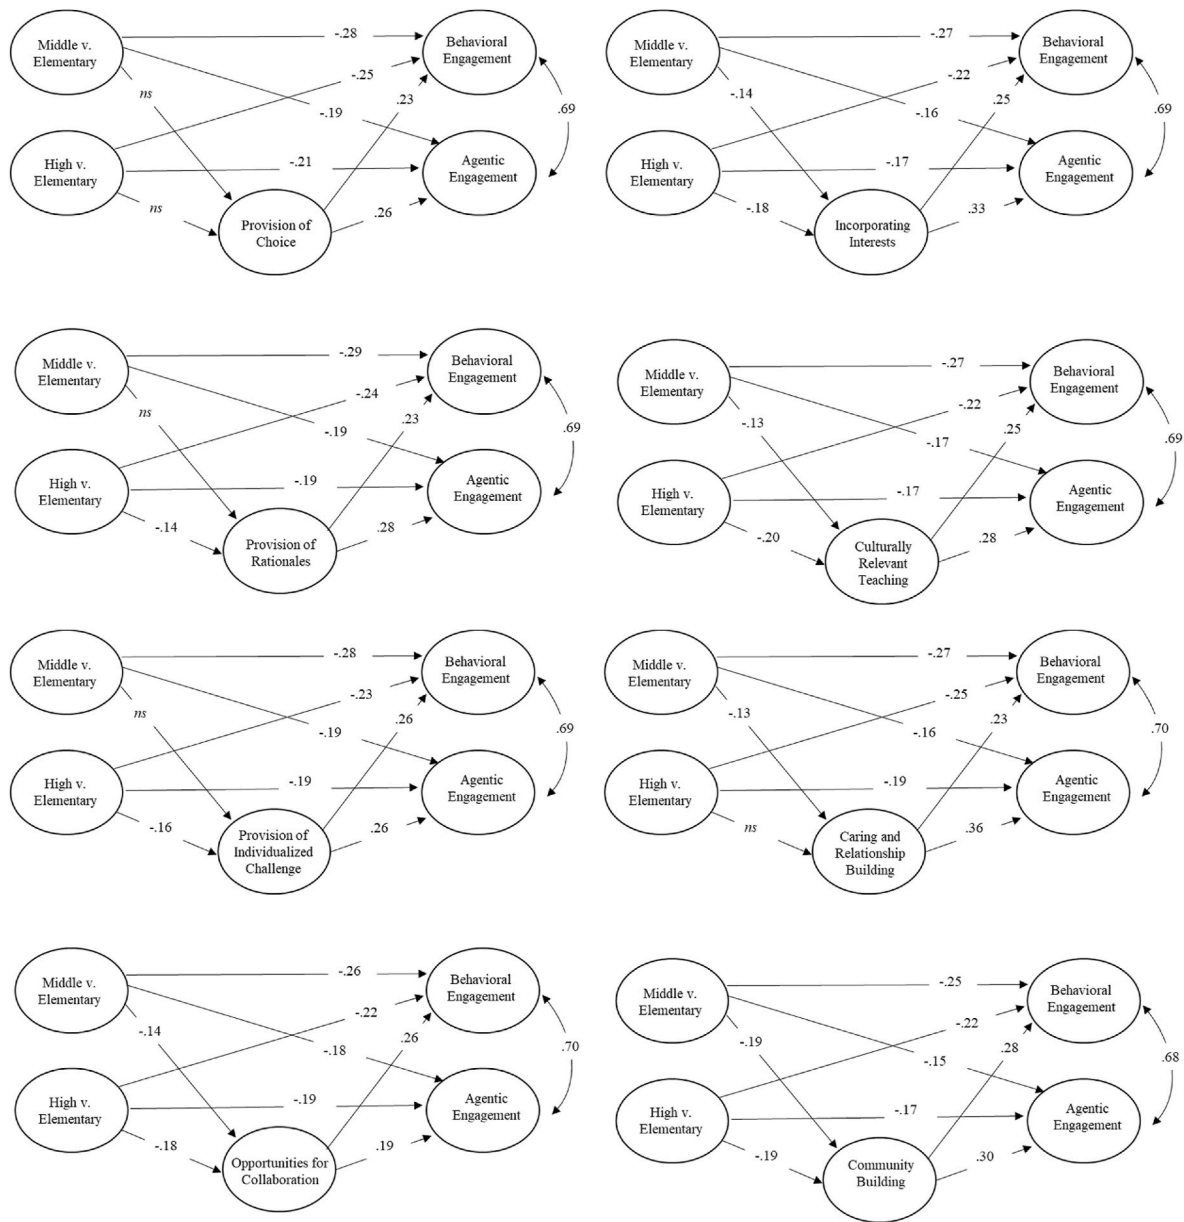 Middle v.
Elementary
-.28
Behavioral
Engagement
-.25
ns
.23
-.19
.69
High v.
Elementary
-.21
Agentic
Engagement
ns
Provision of
Choice
.26
Middle v.
Elementary
-.27
Behavioral
Engagement
-.22
-.14
.25
-.16
.69
High v.
Elementary
-.17
Agentic
Engagement
-.18
Incorporating
Interests
.33
Middle v.
Elementary
-.29
Behavioral
Engagement
-.24
ns
.23
-.19
.69
High v.
Elementary
-.19
Agentic
Engagement
-.14
Provision of
Rationales
.28
Middle v.
Elementary
-.27
Behavioral
Engagement
-.22
-.13
.25
-.17
.69
High v.
Elementary
-.17
Agentic
Engagement
-.20
Culturally
Relevant
Teaching
.28
Middle v.
Elementary
-.28
Behavioral
Engagement
-.23
ns
.26
-.19
.69
High v.
Elementary
-.19
Agentic
Engagement
-.16
Provision of
Individualized
Challenge
.26
Middle v.
Elementary
-.27
Behavioral
Engagement
-.25
-.13
.23
-.16
.70
High v.
Elementary
-.19
Agentic
Engagement
ns
Caring and
Relationship
Building
.36
Middle v.
Elementary
-.26
Behavioral
Engagement
-.22
-.14
.26
-.18
.70
High v.
Elementary
-.19
Agentic
Engagement
-.18
Opportunities for
Collaboration
.19
Middle v.
Elementary
-.25
Behavioral
Engagement
-.22
-.19
.28
-.15
.68
High v.
Elementary
-.17
Agentic
Engagement
-.19
Community
Building
.30